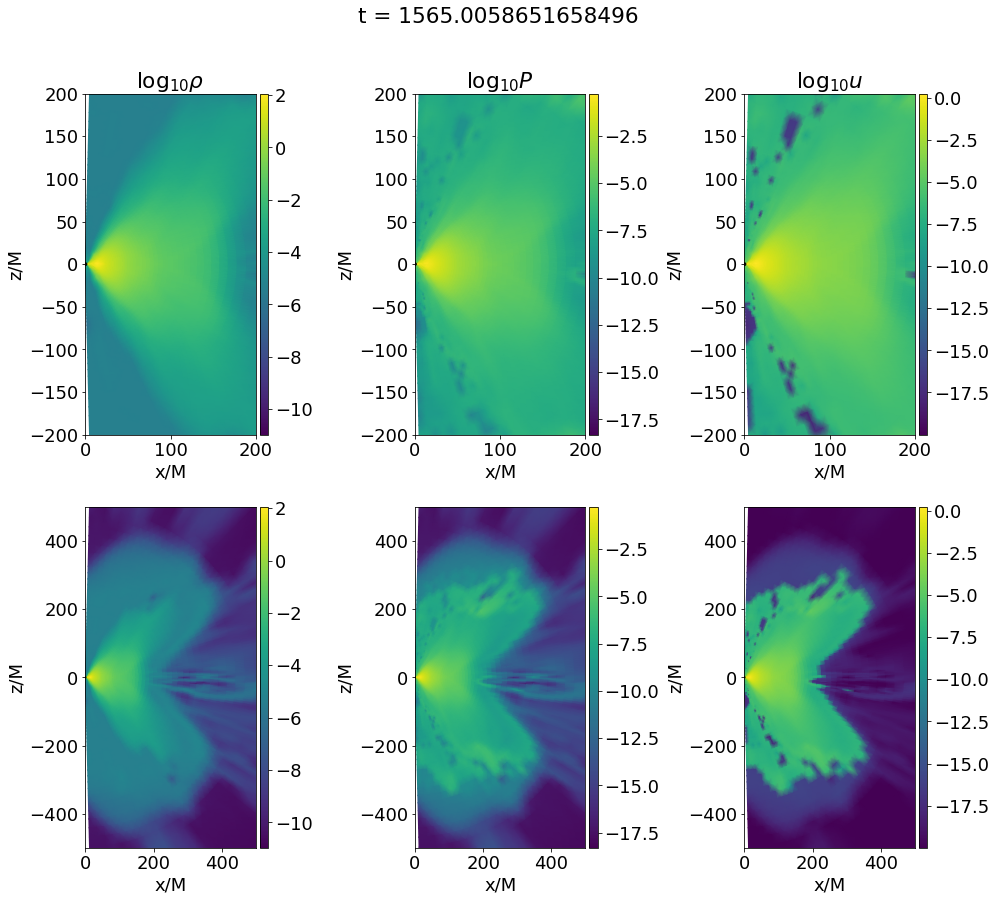 t = 1565.0058651658496
log₁₀ρ log₁₀P log₁₀u
200 2 200 200 0.0
150 150 −2.5 150 −2.5
100 0 100 100
50 −2 50 −5.0 50 −5.0
0 −4 0 −7.5 0 −7.5
z/M z/M −10.0 z/M −10.0
−50 −6 −50 −50
−100 −8 −100 −12.5 −100 −12.5
−150 −150 −15.0 −150 −15.0
−200 −10 −200 −17.5 −200 −17.5
0 100 200 0 100 200 0 100 200
x/M x/M x/M
2 0.0
400 0 400 −2.5 400 −2.5
200 −2 200 −5.0 200 −5.0
0 −4 0 −7.5 0 −7.5
z/M z/M −10.0 z/M −10.0
−200 −6 −200 −12.5 −200 −12.5
−400 −8 −400 −15.0 −400 −15.0
−10 −17.5 −17.5
0 200 400 0 200 400 0 200 400
x/M x/M x/M